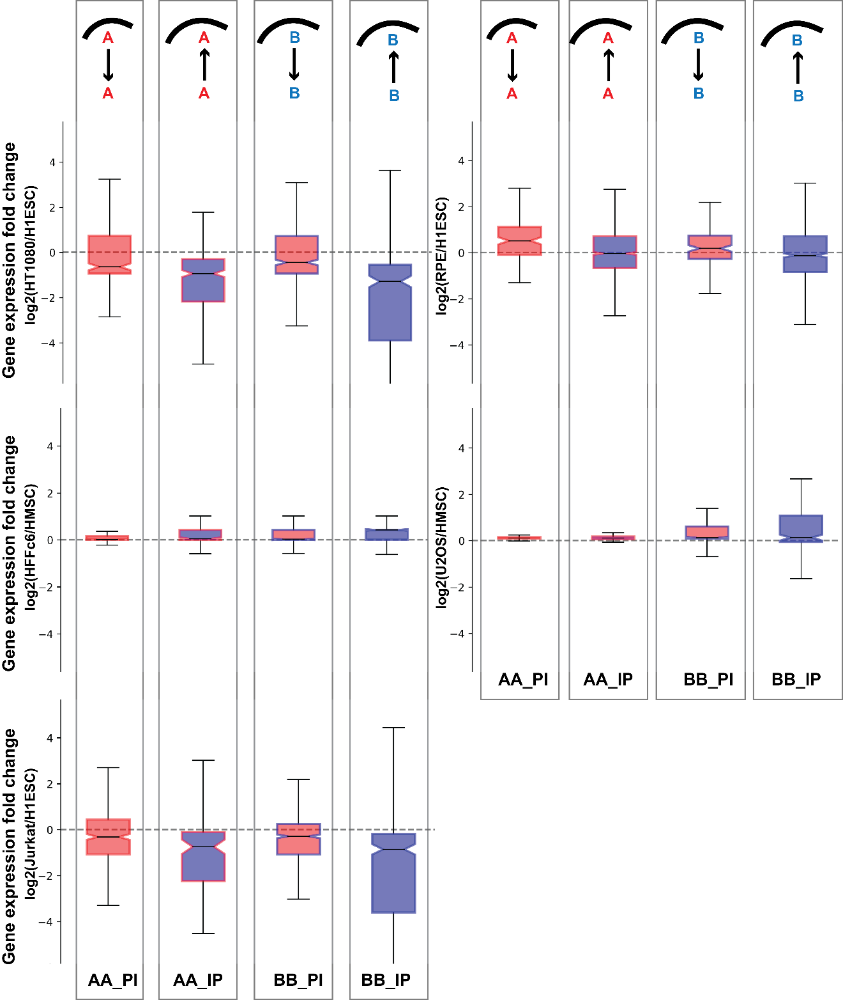 A A B B A A B B
A A B B A A B B
Gene expression fold change
log2(HT1080/H1ESC)
4
2
0
−2
−4
log2(RPE/H1ESC)
4
2
0
−2
−4
Gene expression fold change
log2(HFFc6/HMSC)
4
2
0
−2
−4
log2(U2OS/HMSC)
4
2
0
−2
−4
AA_PI AA_IP BB_PI BB_IP
Gene expression fold change
log2(Jurkat/H1ESC)
4
2
0
−2
−4
AA_PI AA_IP BB_PI BB_IP